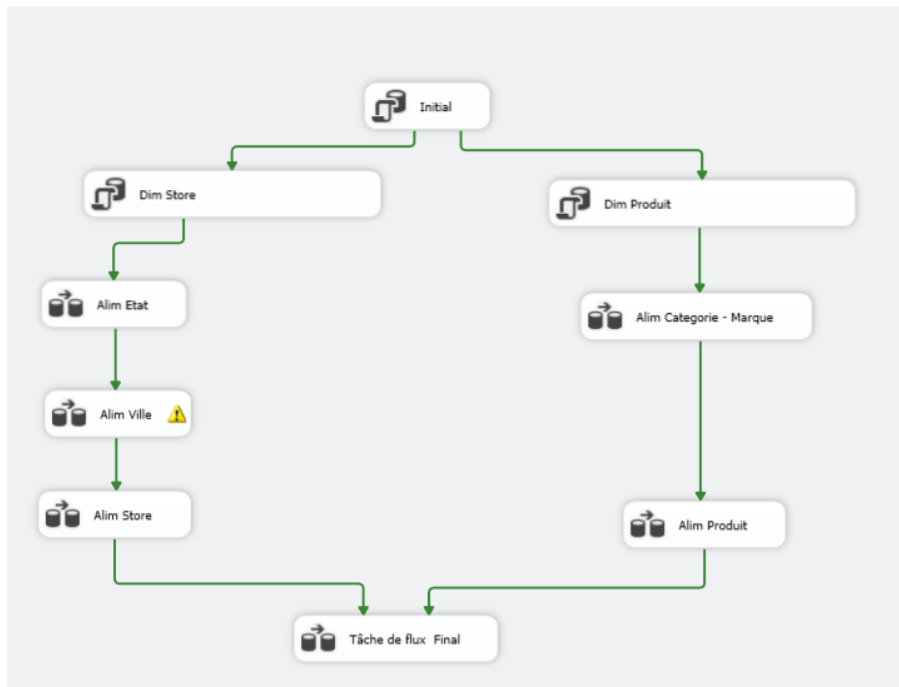 Initial
Dim Store
Dim Produit
Alim Etat
Alim Categorie - Marque
Alim Ville
Alim Store
Alim Produit
Tâche de flux Final